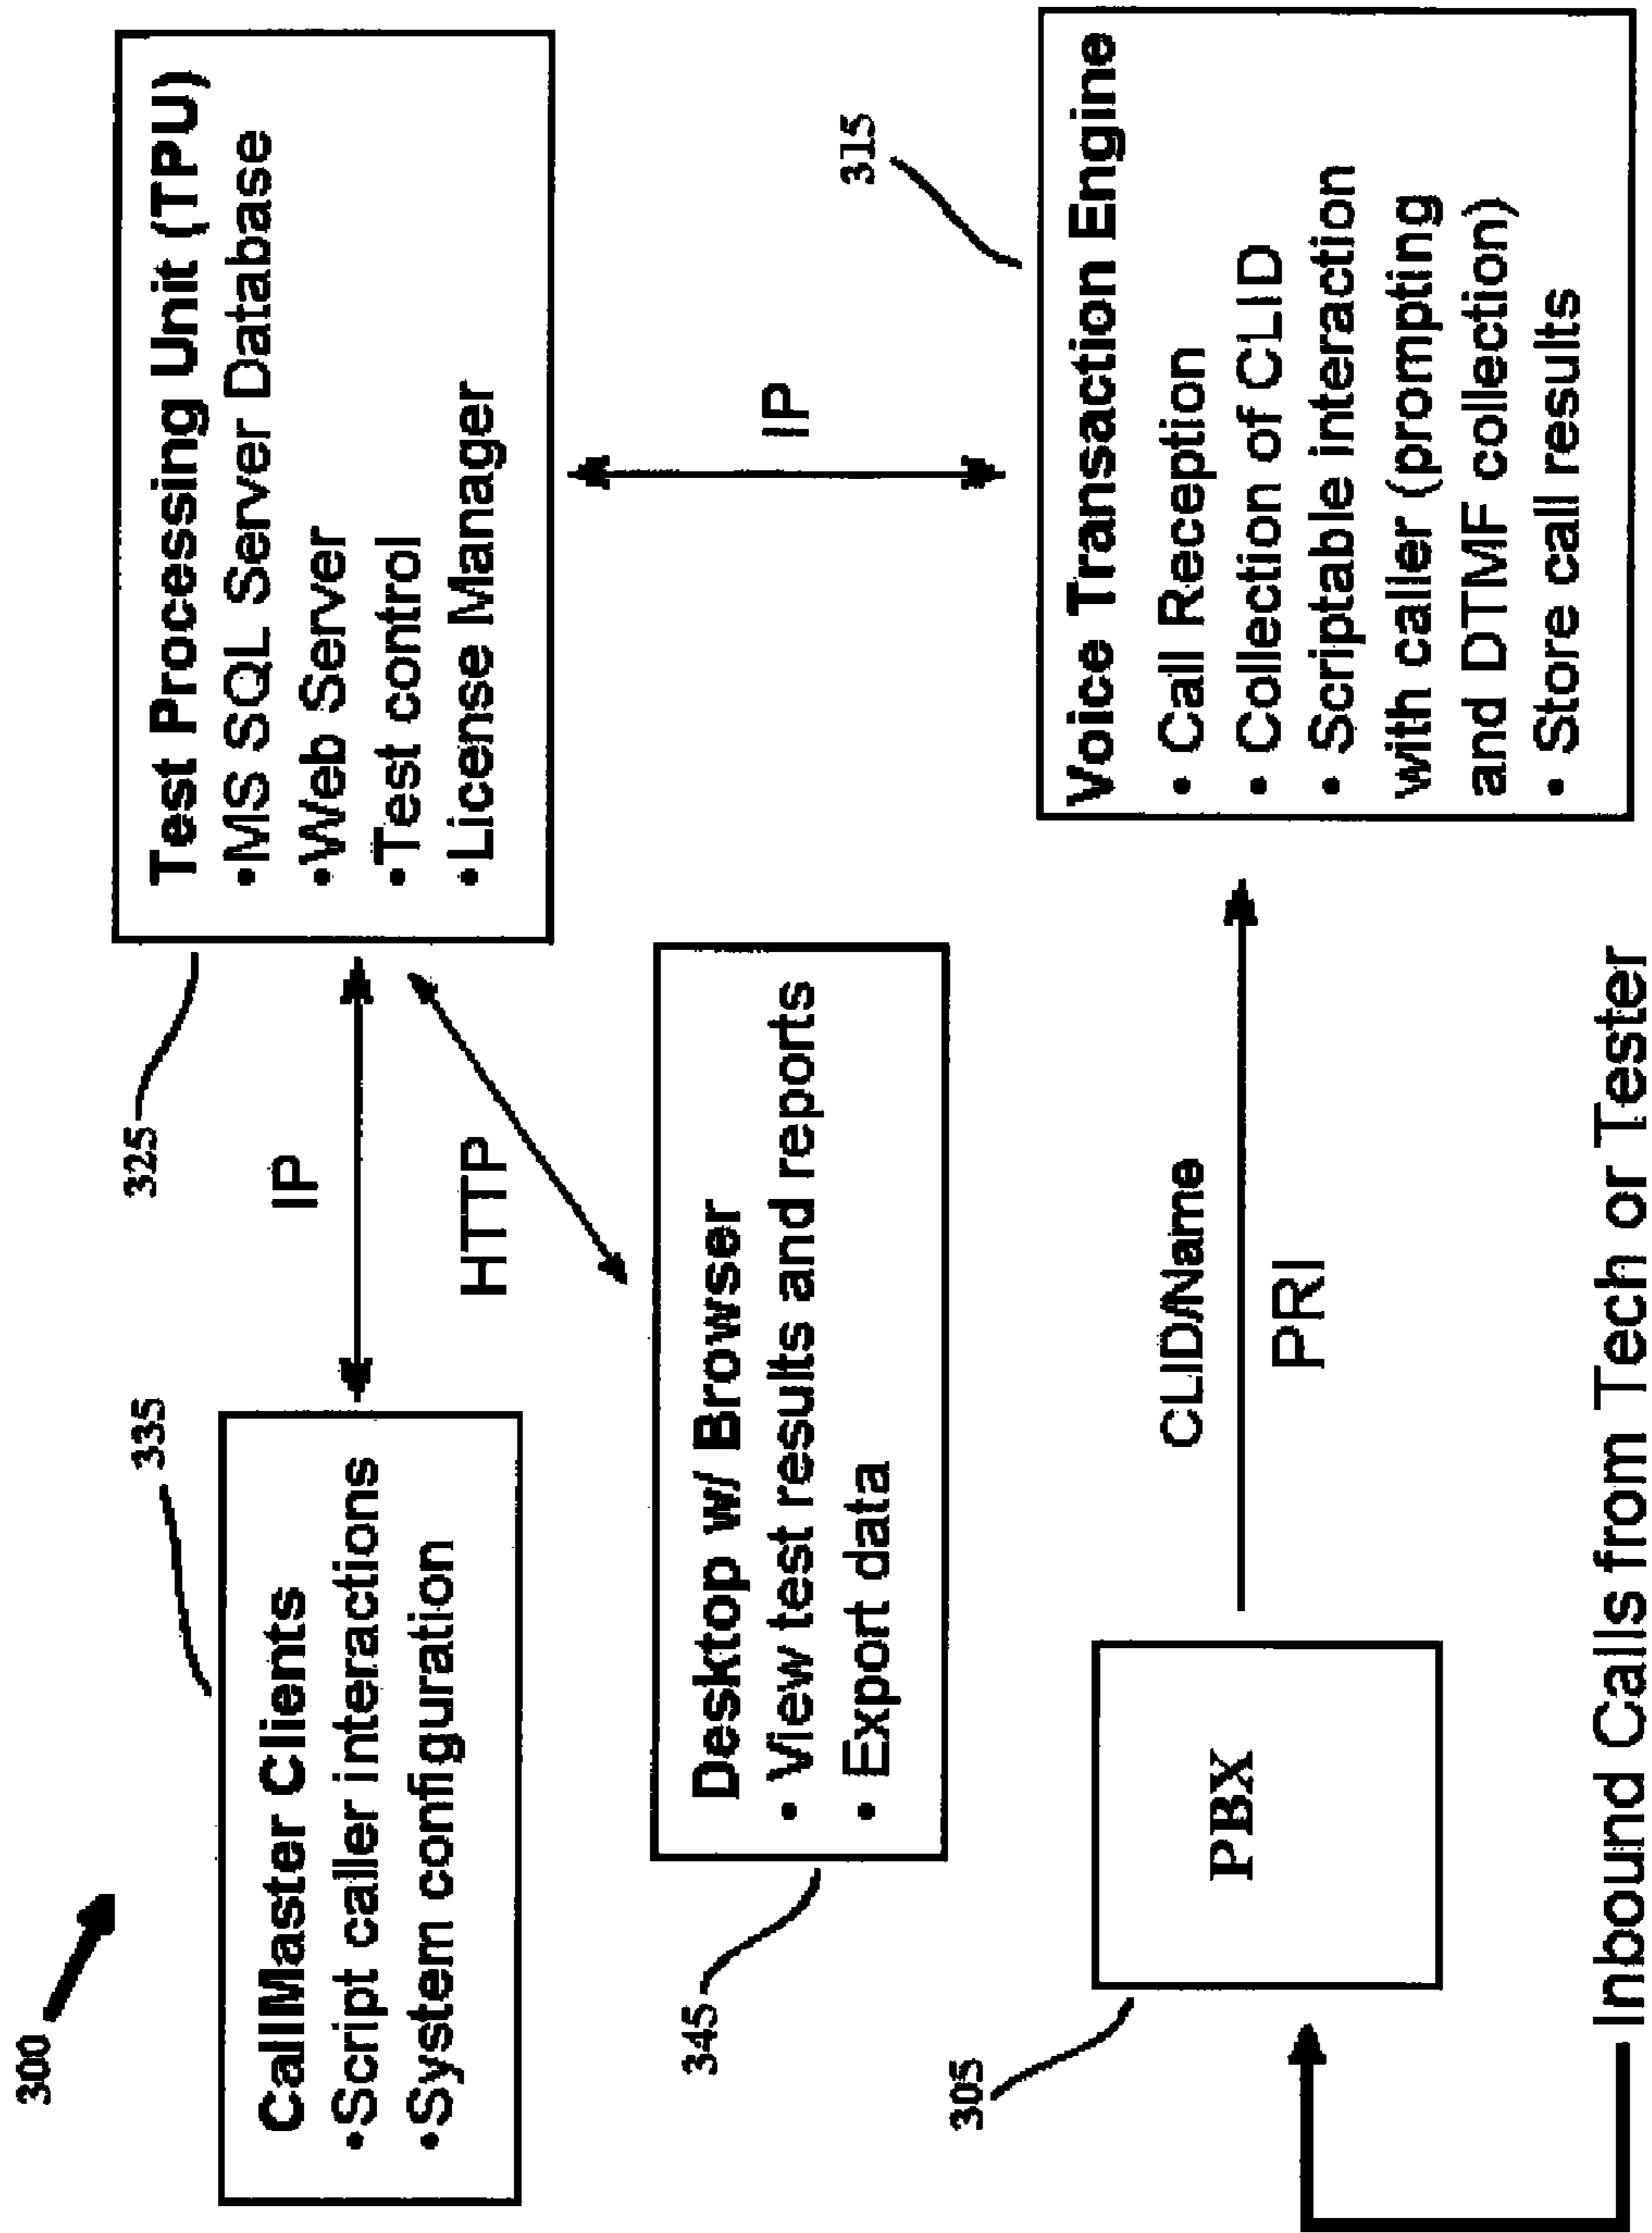 300
335
CallMaster Clients
•Script caller interactions
•System configuration
IP
HTTP
325
Test Processing Unit (TPU)
•MS SQL Server Database
•Web Server
•Test control
•License Manager
345
Desktop w/ Browser
• View test results and reports
• Export data
IP
305
PBX
CLID/Name
PRI
315
Voice Transaction Engine
• Call Reception
• Collection of CLID
• Scriptable interaction
with caller (prompting
and DTMF collection)
• Store call results
Inbound Calls from Tech or Tester